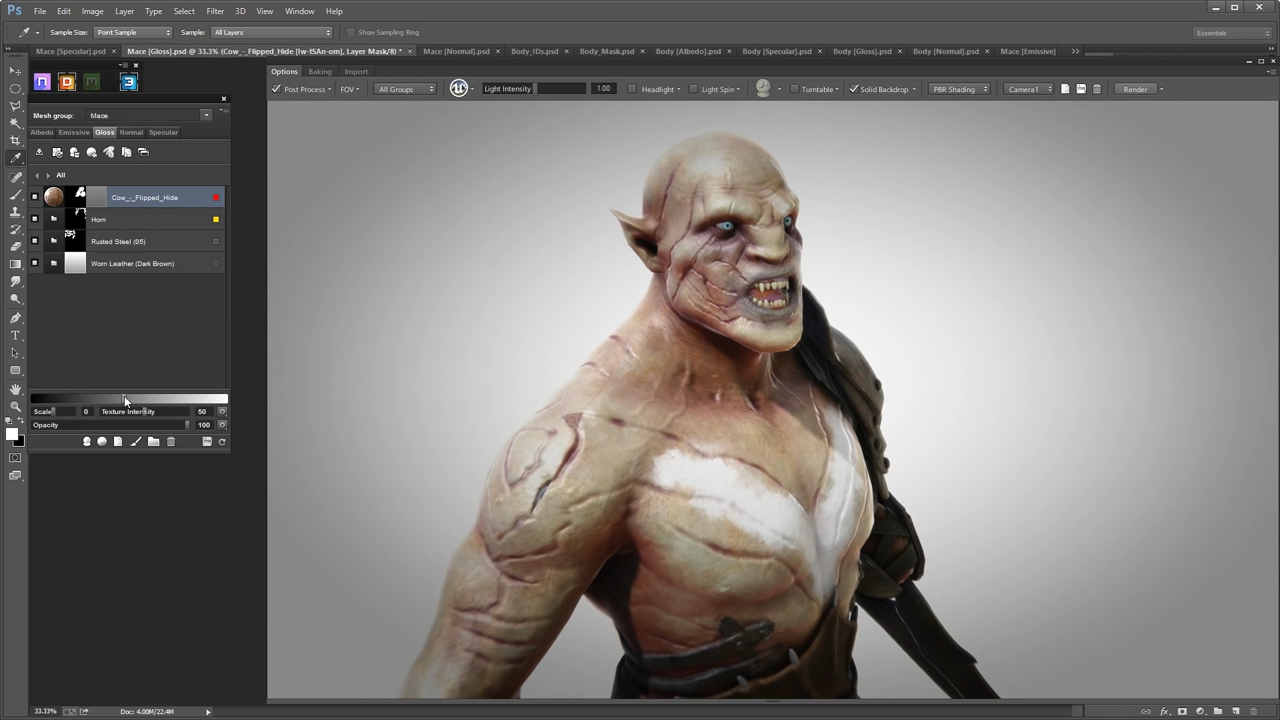 Ps File Edit Image Layer Type Select Filter 3D View Window Help
Sample Size: Point Sample Sample: All Layers Show Sampling Ring Essentials
Mace [Specular].psd × Mace [Gloss].psd @ 33.3% (Cow_-_Flipped_Hide [Iw-tSAn-om], Layer Mask/8) * × Mace [Normal].psd × Body_IDs.psd × Body_Mask.psd × Body [Albedo].psd × Body [Specular].psd × Body [Gloss].psd × Body [Normal].psd × Mace [Emissive]
Options Baking Import
Post Process FOV All Groups Light Intensity 1.00 Headlight Light Spin Turntable Solid Backdrop PBR Shading Camera1 Render
Mesh group: Mace
Albedo Emissive Gloss Normal Specular
All
Cow_-_Flipped_Hide
Horn
Rusted Steel (05)
Worn Leather (Dark Brown)
Scale 0 Texture Intensity 50
Opacity 100
33.33% Doc: 4.00M/22.4M